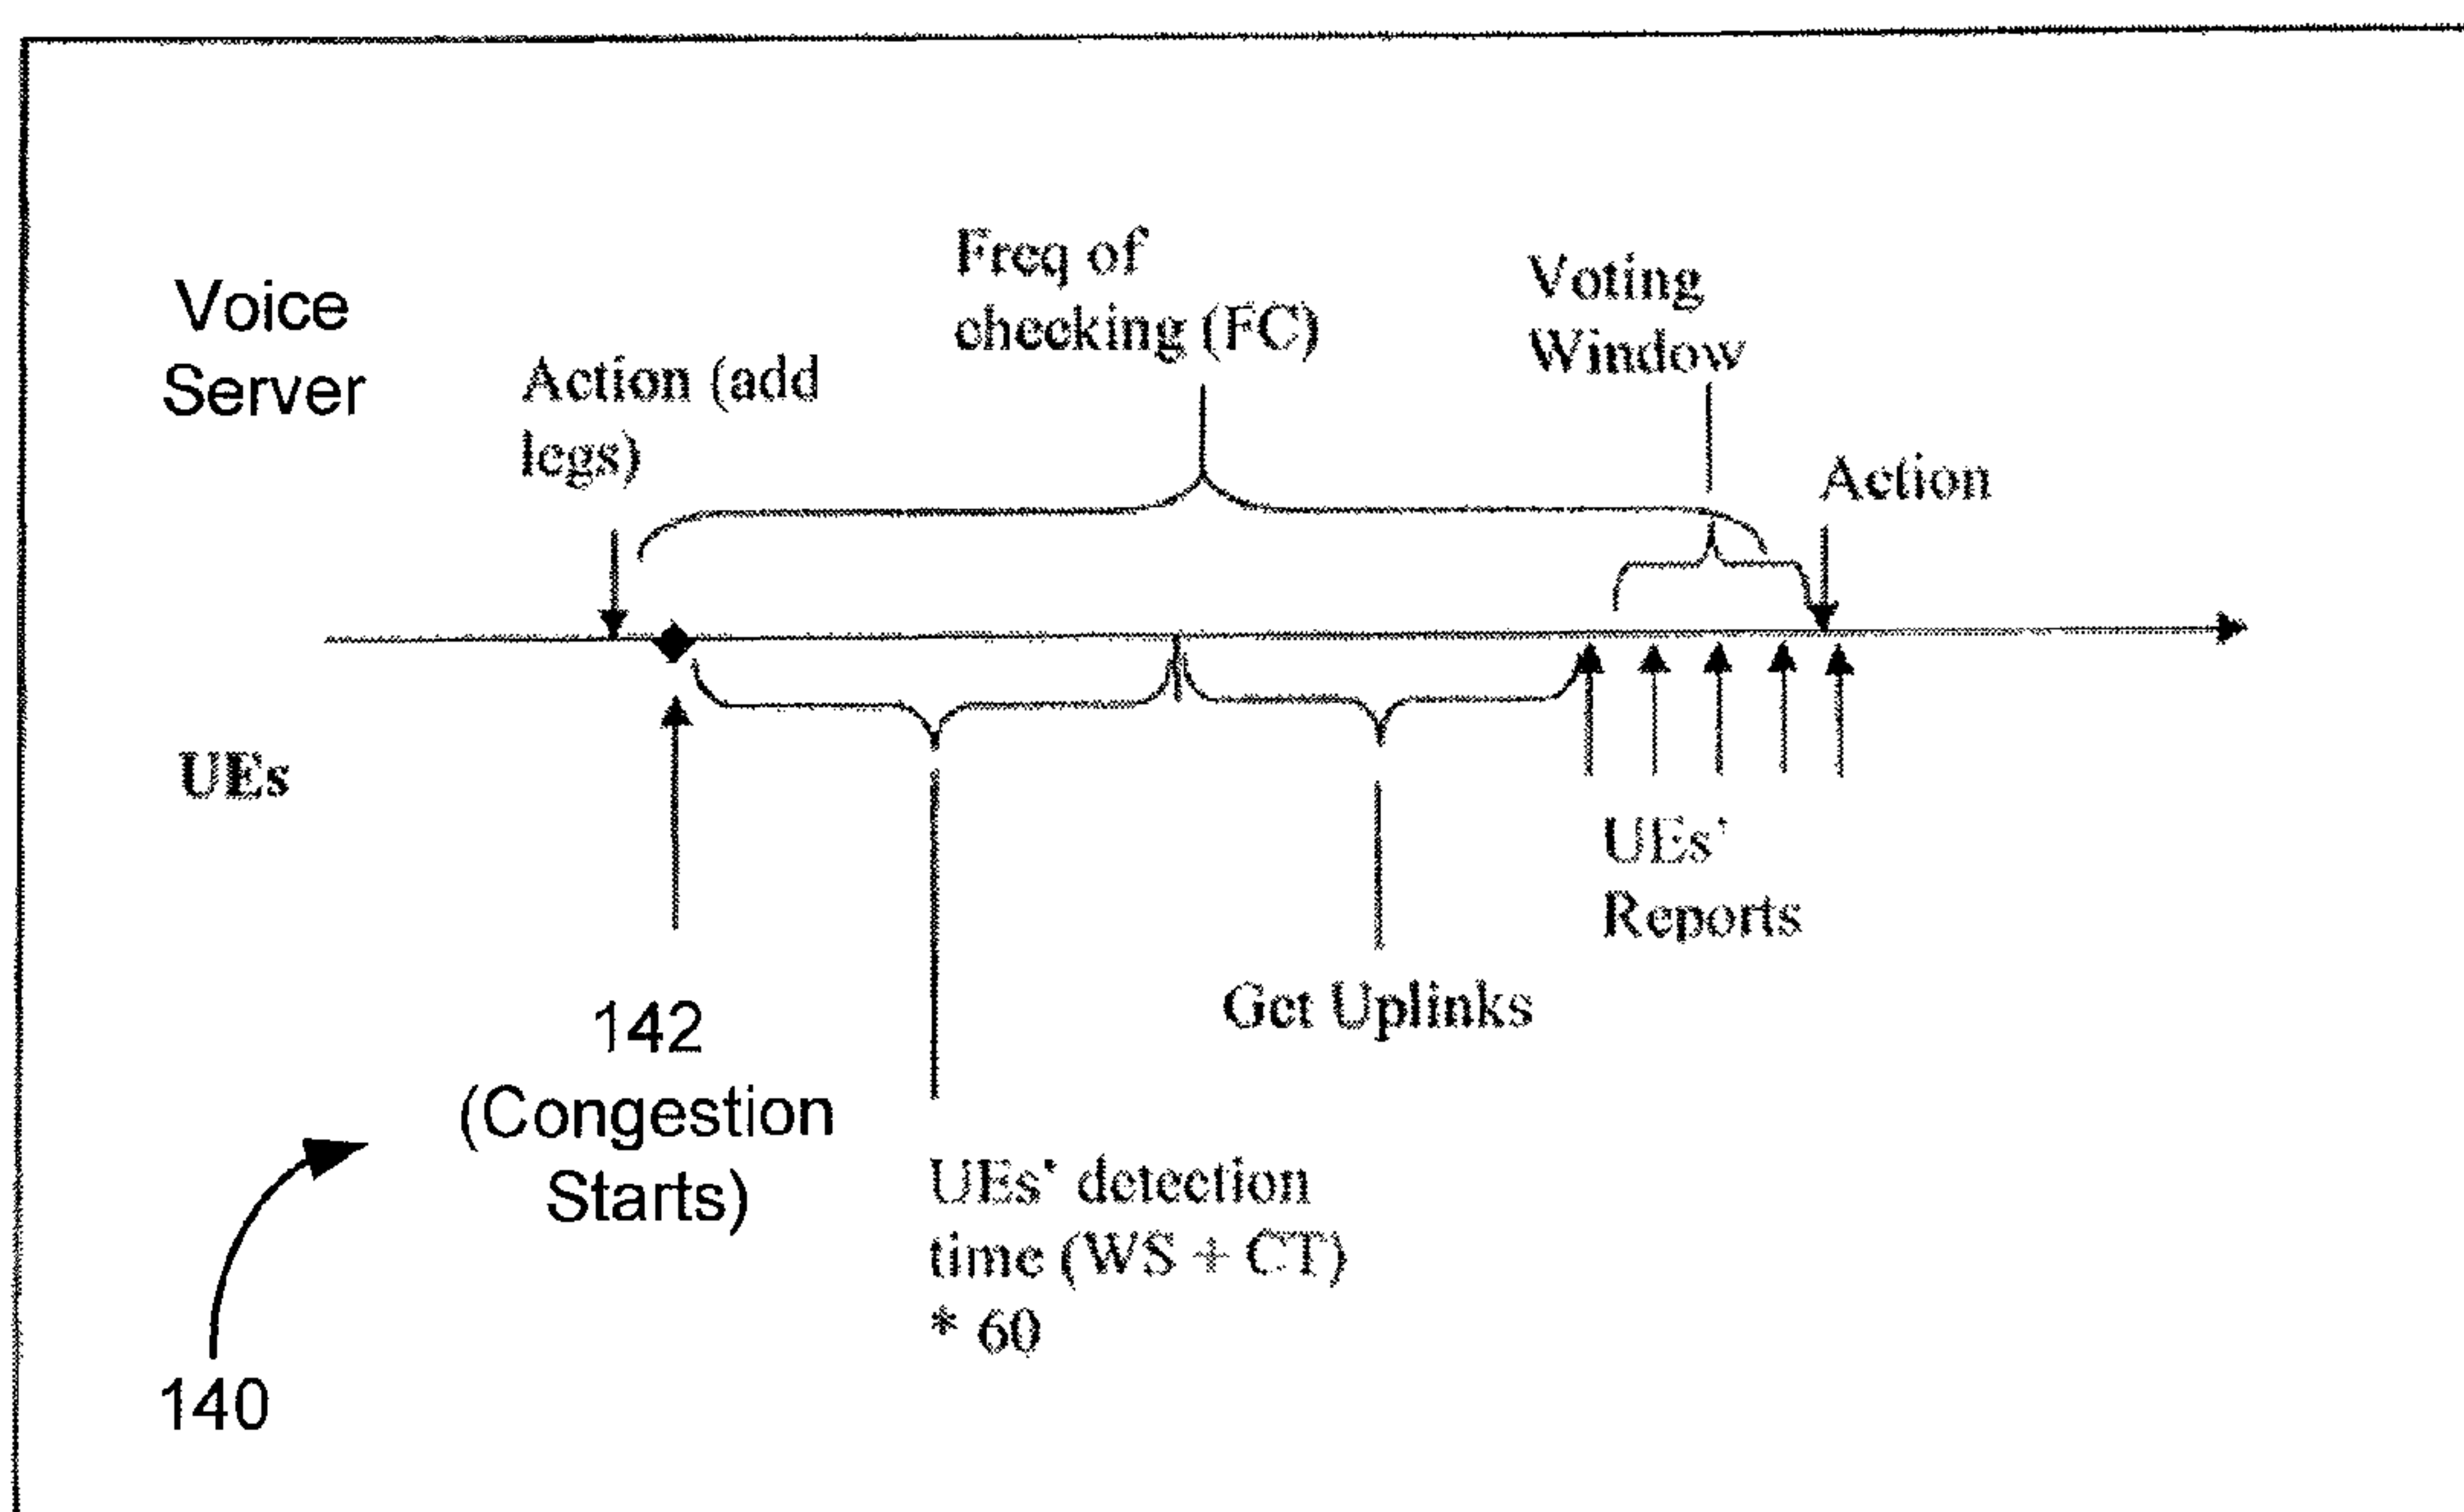 Freq of
checking (FC)
Voting
Window
Voice
Server
Action (add
legs)
Action
UEs
UEs'
Reports
Get Uplinks
142
(Congestion
Starts)
UEs' detection
time (WS + CT)
* 60
140